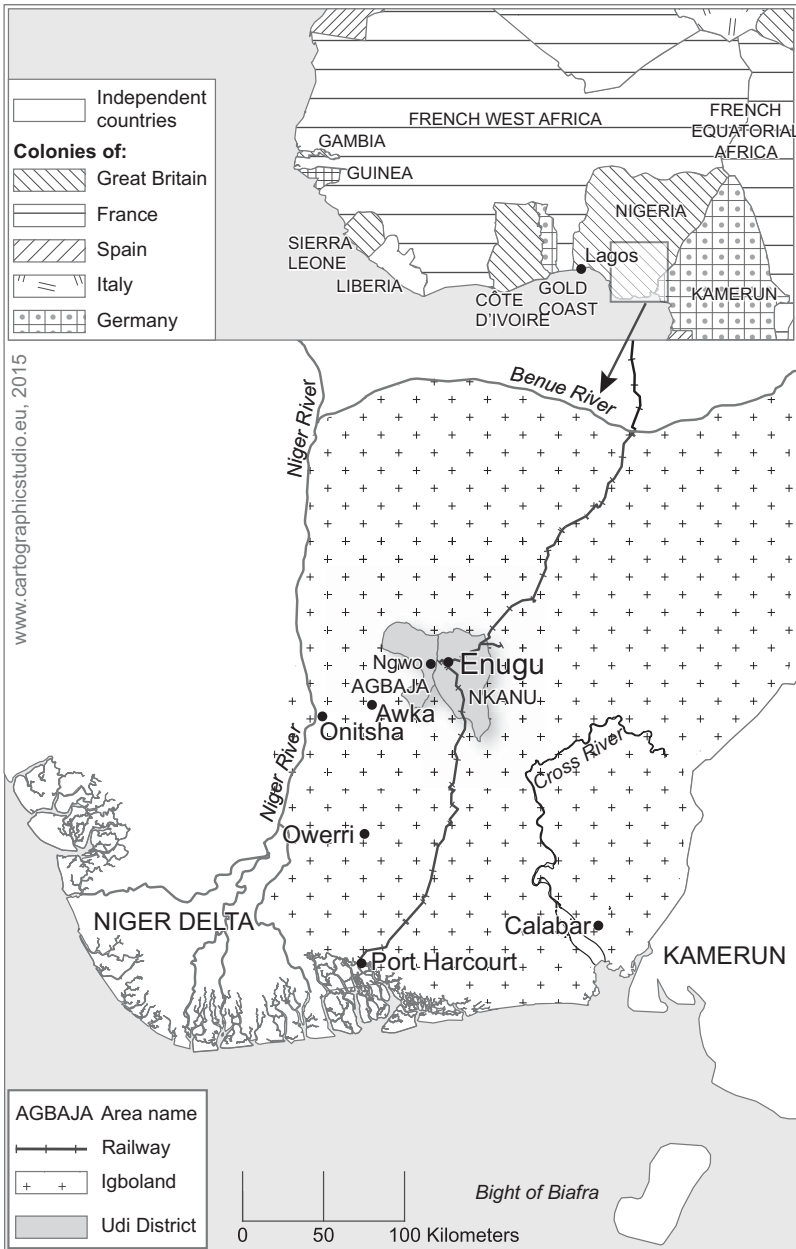 Independent
countries
Colonies of:
Great Britain
France
Spain
Italy
Germany
FRENCH WEST AFRICA
FRENCH
EQUATORIAL
AFRICA
GAMBIA
GUINEA
NIGERIA
SIERRA
LEONE
LIBERIA
Lagos
CÔTE
D'IVOIRE
GOLD
COAST
KAMERUN
www.cartographicstudio.eu, 2015
Niger River
Benue River
Ngwo
Enugu
AGBAJA
NKANU
Awka
Onitsha
Niger River
Cross River
Owerri
NIGER DELTA
Calabar
KAMERUN
Port Harcourt
AGBAJA Area name
Railway
Igboland
Udi District
0 50 100 Kilometers
Bight of Biafra